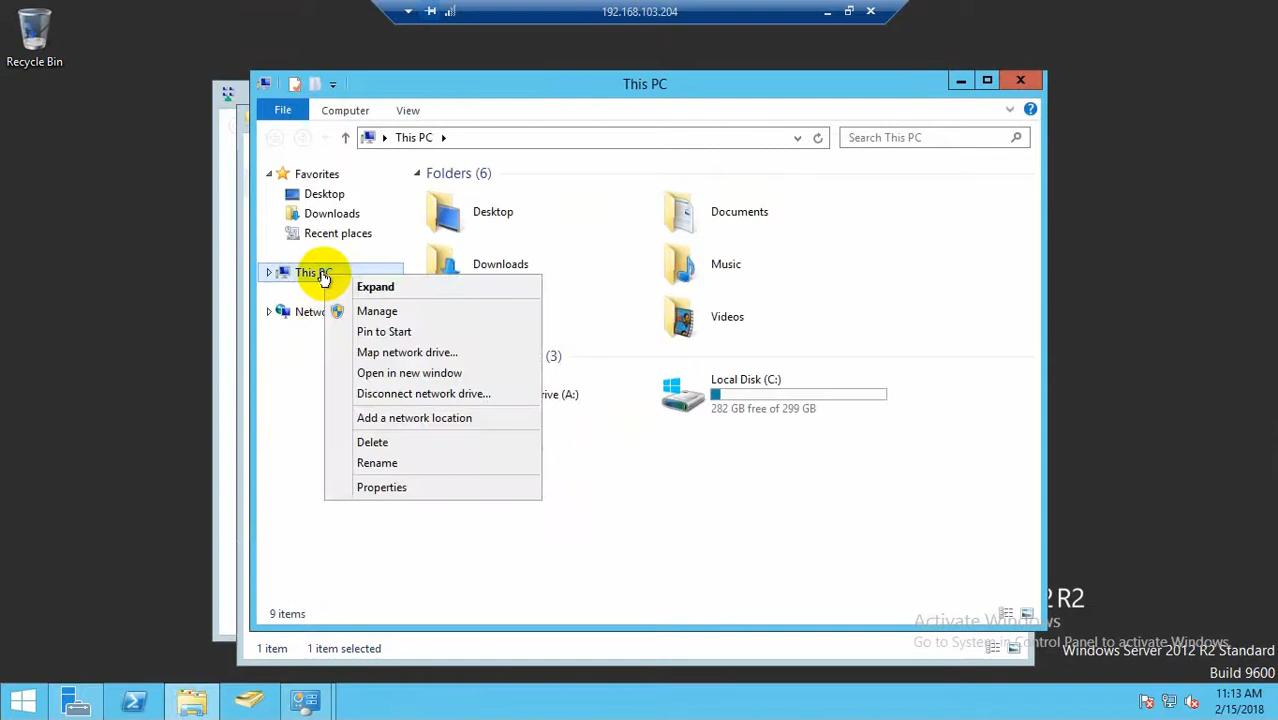 192.168.103.204
Recycle Bin
This PC
File
Computer
View
This PC
Search This PC
Favorites
Desktop
Downloads
Recent places
This PC
Netwo
Folders (6)
Desktop
Documents
Downloads
Music
Videos
(3)
ive (A:)
Local Disk (C:)
282 GB free of 299 GB
Expand
Manage
Pin to Start
Map network drive...
Open in new window
Disconnect network drive...
Add a network location
Delete
Rename
Properties
9 items
1 item
1 item selected
2 R2
Activate Windows
Go to System in Control Panel to activate Windows.
Windows Server 2012 R2 Standard
Build 9600
11:13 AM
2/15/2018